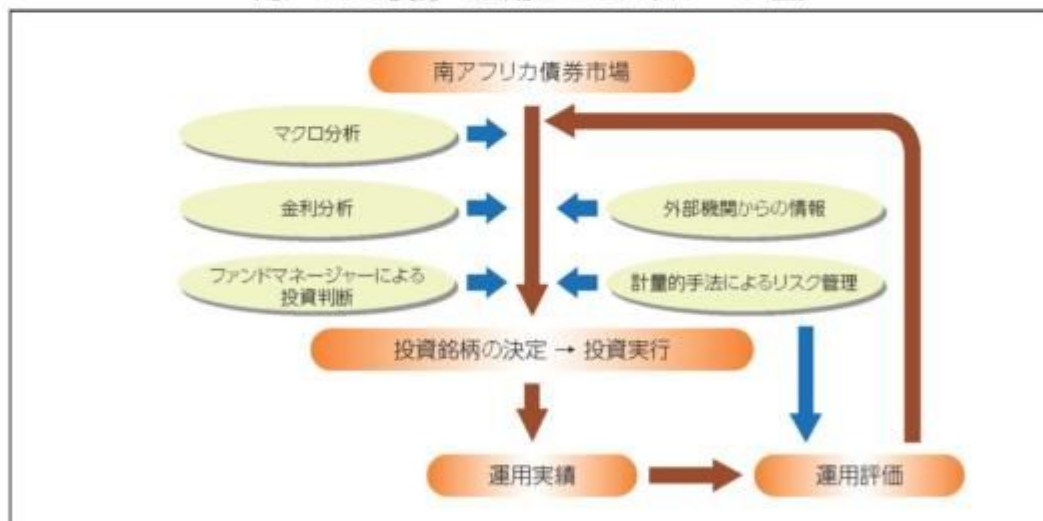 南アフリカ債券市場
マクロ分析
金利分析
外部機関からの情報
ファンドマネージャーによる
投資判断
計量的手法によるリスク管理
投資銘柄の決定 → 投資実行
運用実績
運用評価